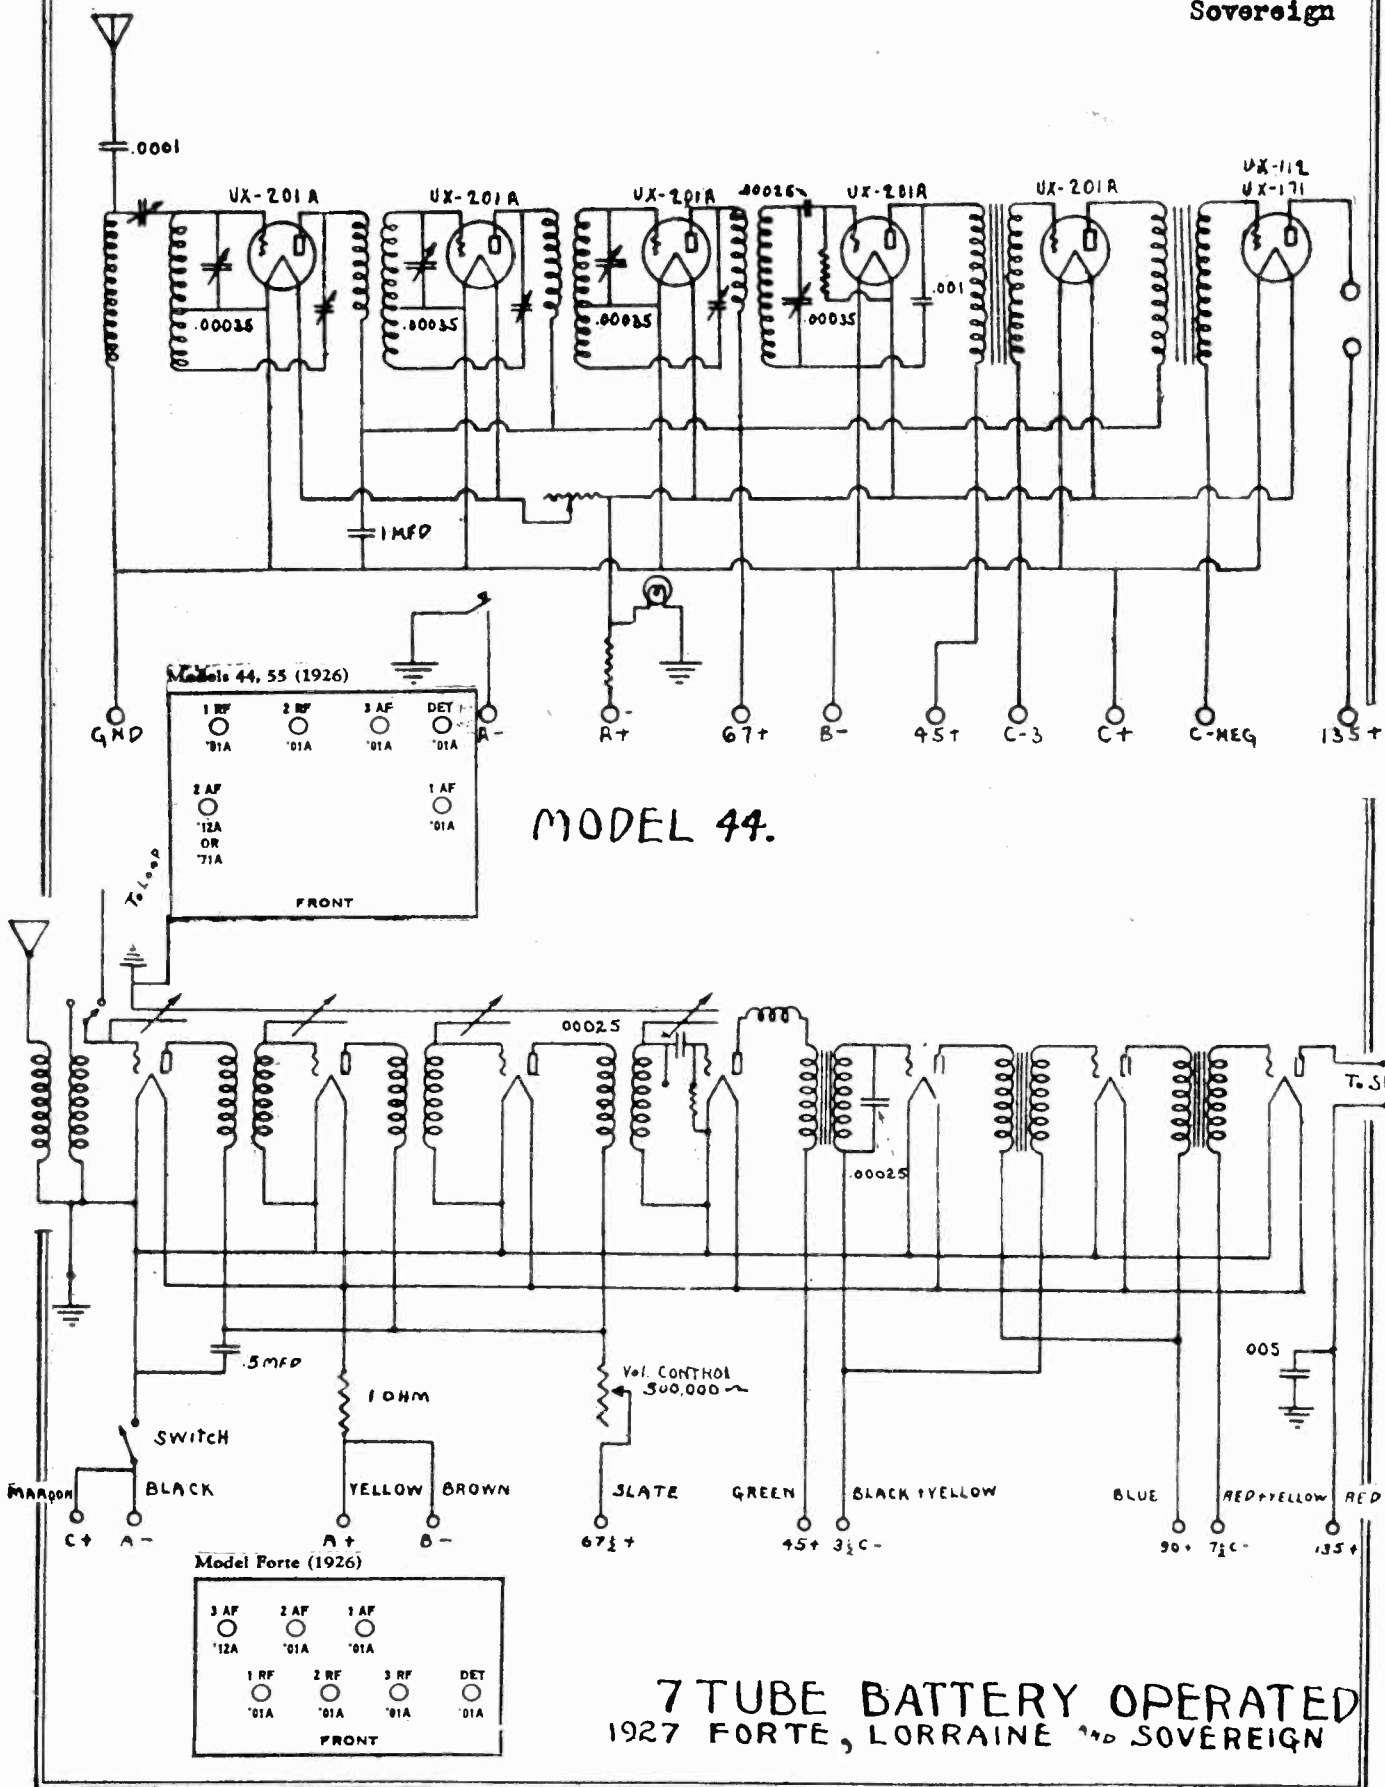 Sovereign
.0001
UX-201A
UX-201A
UX-201A
.00025
UX-201A
UX-201A
UX-112
UX-171
.00035
.00035
.00035
.00035
.001
1 MFD
GND
A-
A+
67+
B-
45+
C-3
C+
C-NEG
135+
Models 44, 55 (1926)
1 RF
2 RF
3 AF
DET
'01A
'01A
'01A
'01A
2 AF
1 AF
'12A
'01A
OR
'71A
FRONT
MODEL 44.
To LOOP
00025
.00025
To S
.5 MFD
1 OHM
Vol. CONTROL
500,000~
005
SWITCH
MAROON
BLACK
YELLOW
BROWN
SLATE
GREEN
BLACK + YELLOW
BLUE
RED + YELLOW
RED
C+
A-
A+
B-
67½+
45+
3½C-
90+
7½C-
135+
Model Forte (1926)
3 AF
2 AF
1 AF
'12A
'01A
'01A
1 RF
2 RF
3 RF
DET
'01A
'01A
'01A
'01A
FRONT
7 TUBE BATTERY OPERATED
1927 FORTE, LORRAINE AND SOVEREIGN